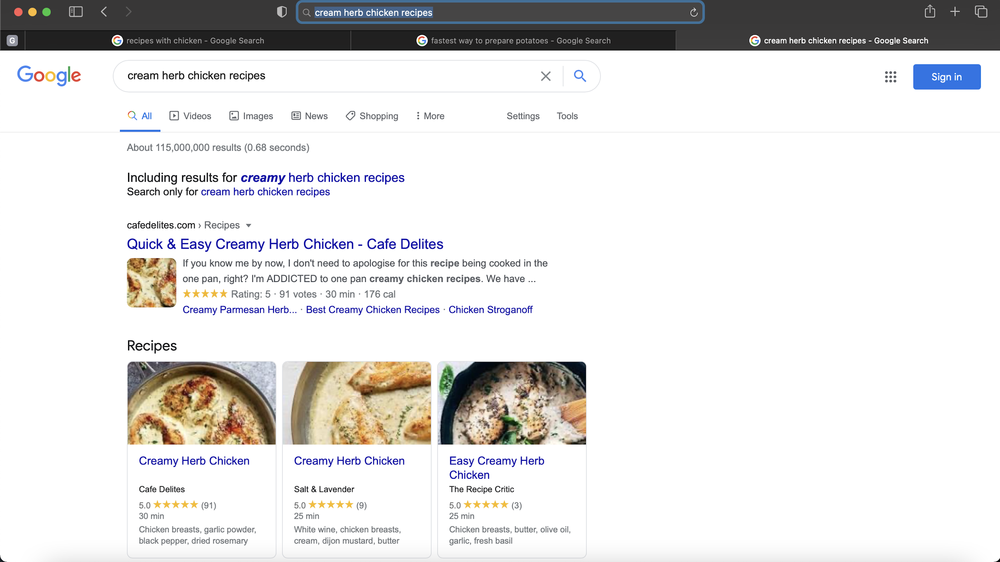 cream herb chicken recipes
G
recipes with chicken - Google Search
fastest way to prepare potatoes - Google Search
cream herb chicken recipes - Google Search
Google
cream herb chicken recipes
Sign in
All
Videos
Images
News
Shopping
More
Settings
Tools
About 115,000,000 results (0.68 seconds)
Including results for creamy herb chicken recipes
Search only for cream herb chicken recipes
cafedelites.com › Recipes
Quick & Easy Creamy Herb Chicken - Cafe Delites
If you know me by now, I don't need to apologise for this recipe being cooked in the
one pan, right? I'm ADDICTED to one pan creamy chicken recipes. We have ...
★★★★★ Rating: 5 · 91 votes · 30 min · 176 cal
Creamy Parmesan Herb... · Best Creamy Chicken Recipes · Chicken Stroganoff
Recipes
Creamy Herb Chicken
Cafe Delites
5.0 ★★★★★ (91)
30 min
Chicken breasts, garlic powder,
black pepper, dried rosemary
Creamy Herb Chicken
Salt & Lavender
5.0 ★★★★★ (9)
25 min
White wine, chicken breasts,
cream, dijon mustard, butter
Easy Creamy Herb
Chicken
The Recipe Critic
5.0 ★★★★★ (3)
25 min
Chicken breasts, butter, olive oil,
garlic, fresh basil